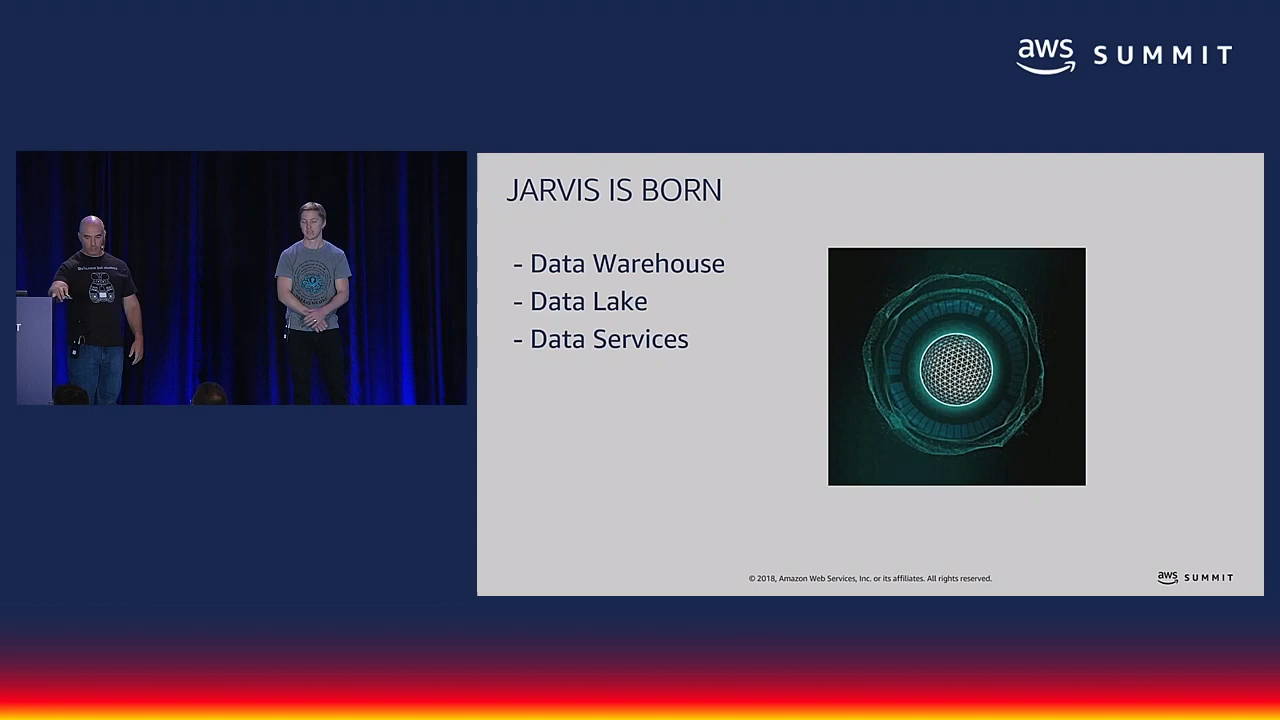 aws SUMMIT
T
JARVIS IS BORN
- Data Warehouse
- Data Lake
- Data Services
© 2018, Amazon Web Services, Inc. or its affiliates. All rights reserved.
aws SUMMIT